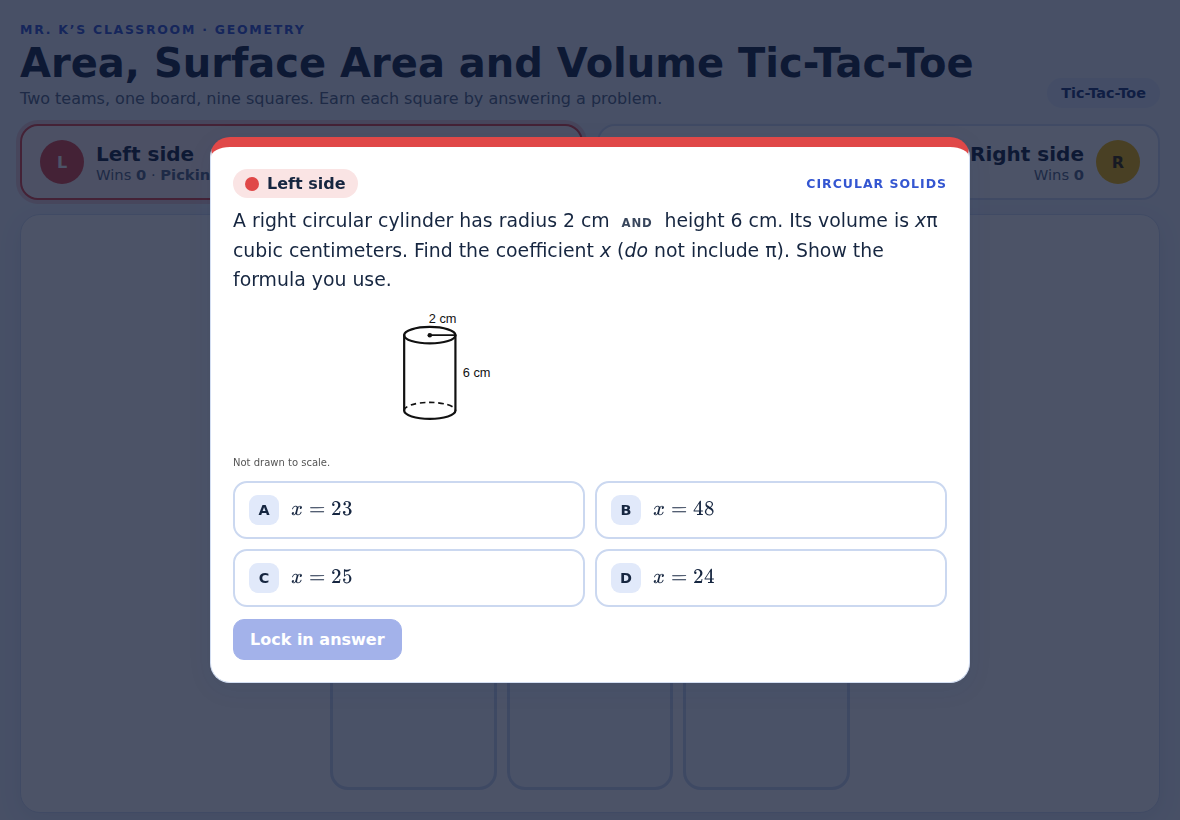 MR. K’S CLASSROOM · GEOMETRY
Area, Surface Area and Volume Tic-Tac-Toe
Two teams, one board, nine squares. Earn each square by answering a problem.
Tic-Tac-Toe
L
Left side
Wins 0 · Pickin
Right side
Wins 0
R
Left side
CIRCULAR SOLIDS
A right circular cylinder has radius 2 cm AND height 6 cm. Its volume is xπ
cubic centimeters. Find the coefficient x (do not include π). Show the
formula you use.
2 cm
6 cm
Not drawn to scale.
A x = 23
B x = 48
C x = 25
D x = 24
Lock in answer